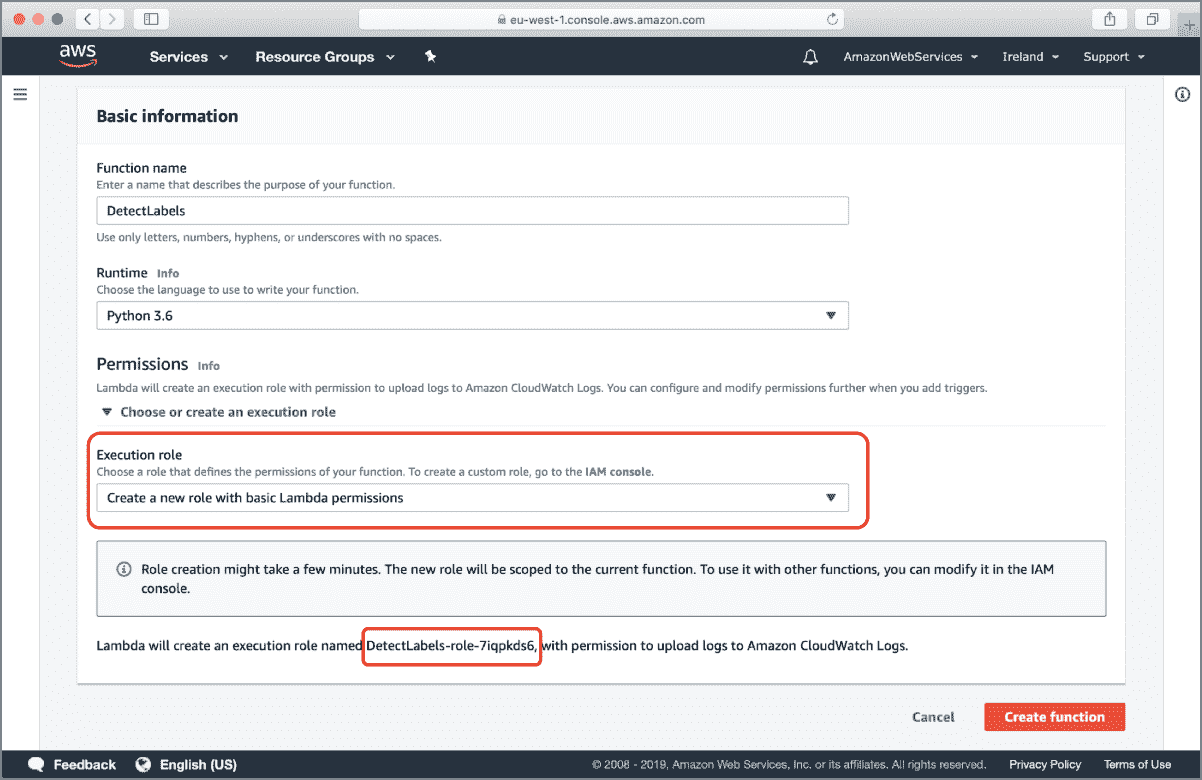 eu-west-1.console.aws.amazon.com
aws Services Resource Groups AmazonWebServices Ireland Support
Basic information
Function name
Enter a name that describes the purpose of your function.
DetectLabels
Use only letters, numbers, hyphens, or underscores with no spaces.
Runtime Info
Choose the language to use to write your function.
Python 3.6
Permissions Info
Lambda will create an execution role with permission to upload logs to Amazon CloudWatch Logs. You can configure and modify permissions further when you add triggers.
Choose or create an execution role
Execution role
Choose a role that defines the permissions of your function. To create a custom role, go to the IAM console.
Create a new role with basic Lambda permissions
Role creation might take a few minutes. The new role will be scoped to the current function. To use it with other functions, you can modify it in the IAM
console.
Lambda will create an execution role named DetectLabels-role-7iqpkds6, with permission to upload logs to Amazon CloudWatch Logs.
Cancel Create function
Feedback English (US) © 2008 - 2019, Amazon Web Services, Inc. or its affiliates. All rights reserved. Privacy Policy Terms of Use